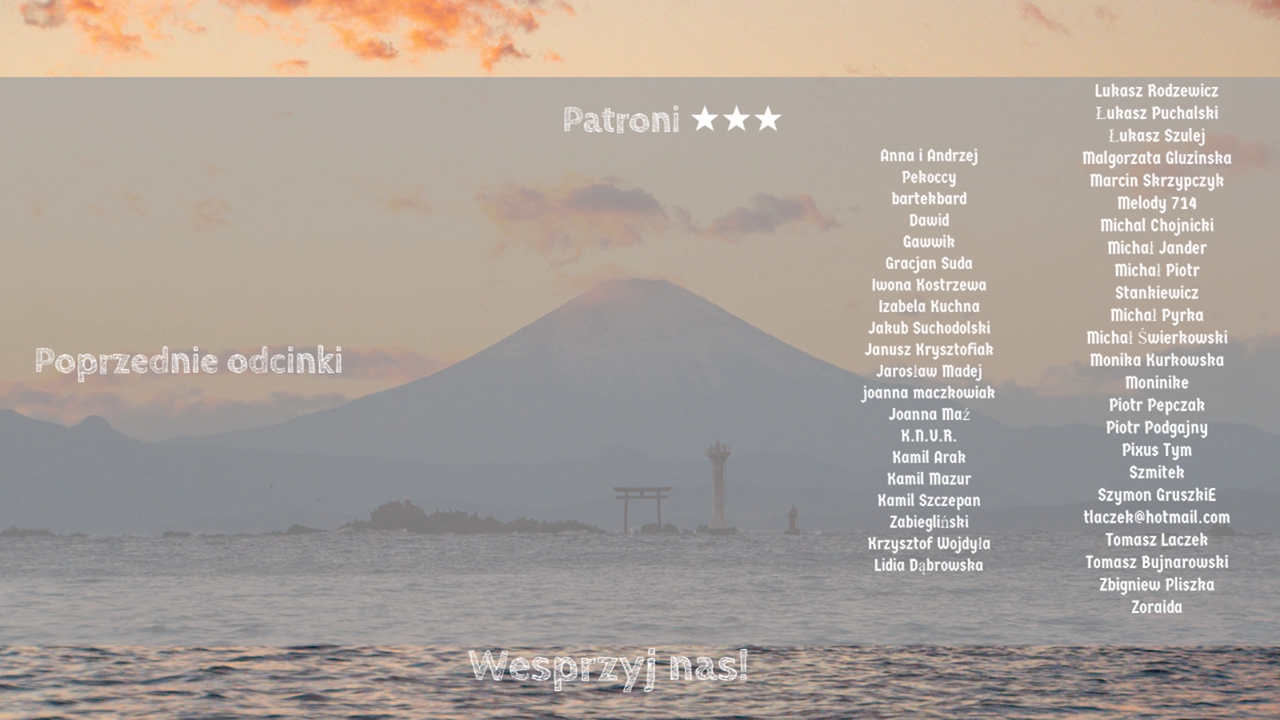 Patroni ★★★
Poprzednie odcinki
Anna i Andrzej
Pekoccy
bartekbard
Dawid
Gawwik
Gracjan Suda
Iwona Kostrzewa
Izabela Kuchna
Jakub Suchodolski
Janusz Krysztofiak
Jarosław Madej
joanna maczkowiak
Joanna Maź
K.N.U.R.
Kamil Arak
Kamil Mazur
Kamil Szczepan
Zabiegliński
Krzysztof Wojdyła
Lidia Dąbrowska
Lukasz Rodzewicz
Łukasz Puchalski
Łukasz Szulej
Malgorzata Gluzinska
Marcin Skrzypczyk
Melody 714
Michal Chojnicki
Michał Jander
Michał Piotr
Stankiewicz
Michał Pyrka
Michał Świerkowski
Monika Kurkowska
Moninike
Piotr Pepczak
Piotr Podgajny
Pixus Tym
Szmitek
Szymon GruszkiE
tlaczek@hotmail.com
Tomasz Laczek
Tomasz Bujnarowski
Zbigniew Pliszka
Zoraida
Wesprzyj nas!